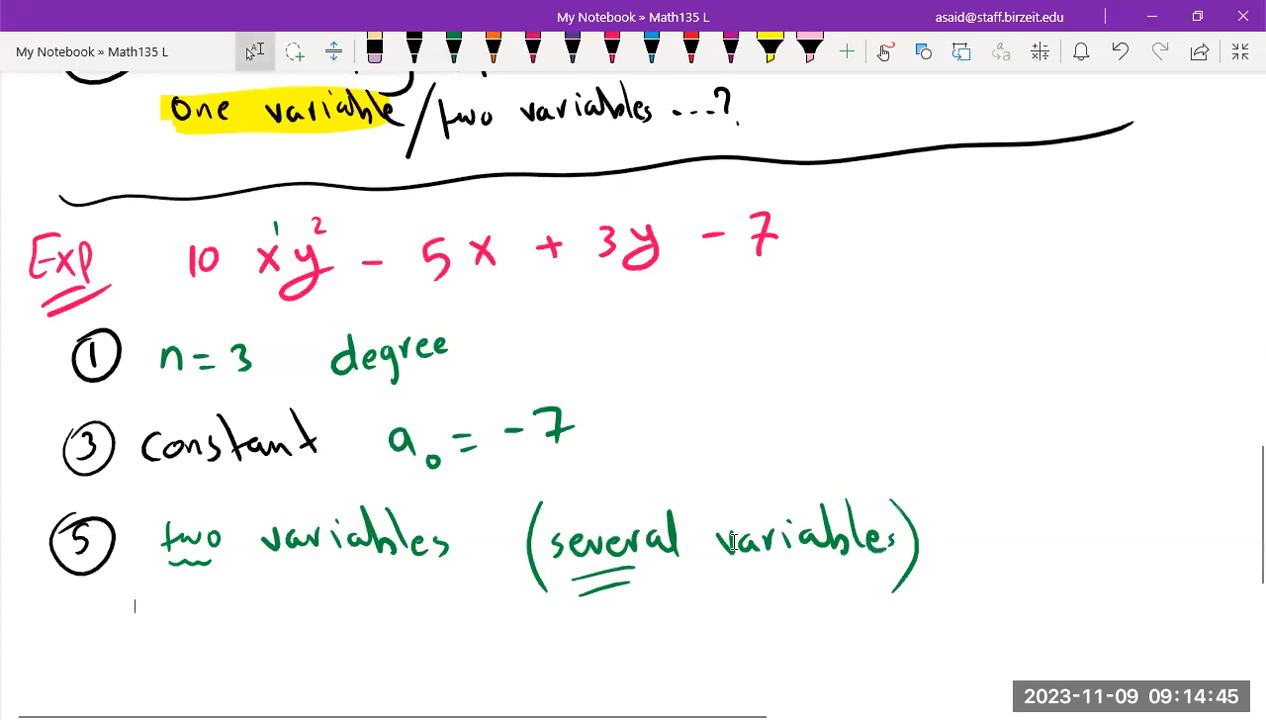 My Notebook » Math135 L
asaid@staff.birzeit.edu
My Notebook » Math135 L
One variable / two variables ...?
Exp 10 x¹y² - 5x + 3y - 7
① n = 3 degree
③ constant a₀ = -7
⑤ two variables (several variables)
2023-11-09 09:14:45